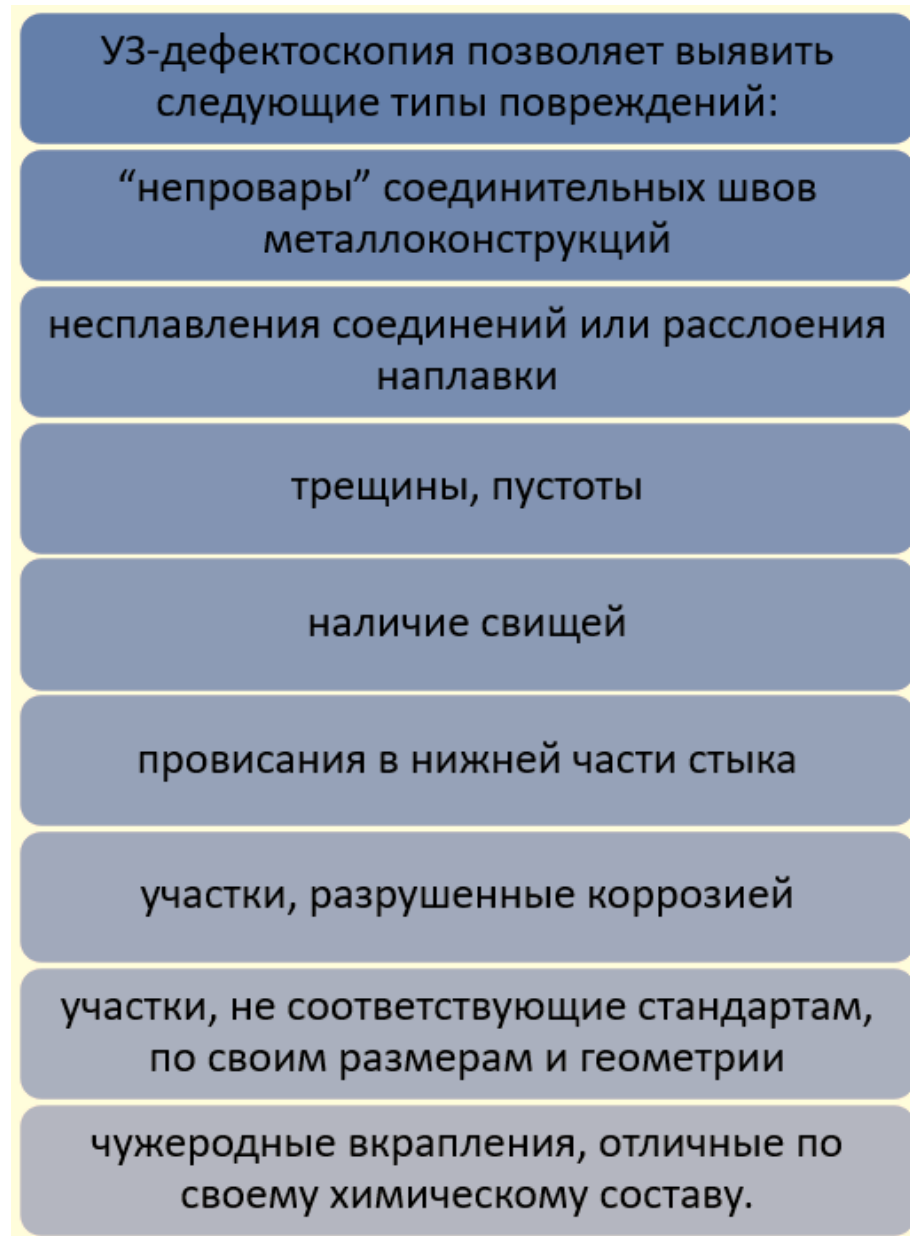 УЗ-дефектоскопия позволяет выявить
следующие типы повреждений:
“непровары” соединительных швов
металлоконструкций
несплавления соединений или расслоения
наплавки
трещины, пустоты
наличие свищей
провисания в нижней части стыка
участки, разрушенные коррозией
участки, не соответствующие стандартам,
по своим размерам и геометрии
чужеродные вкрапления, отличные по
своему химическому составу.